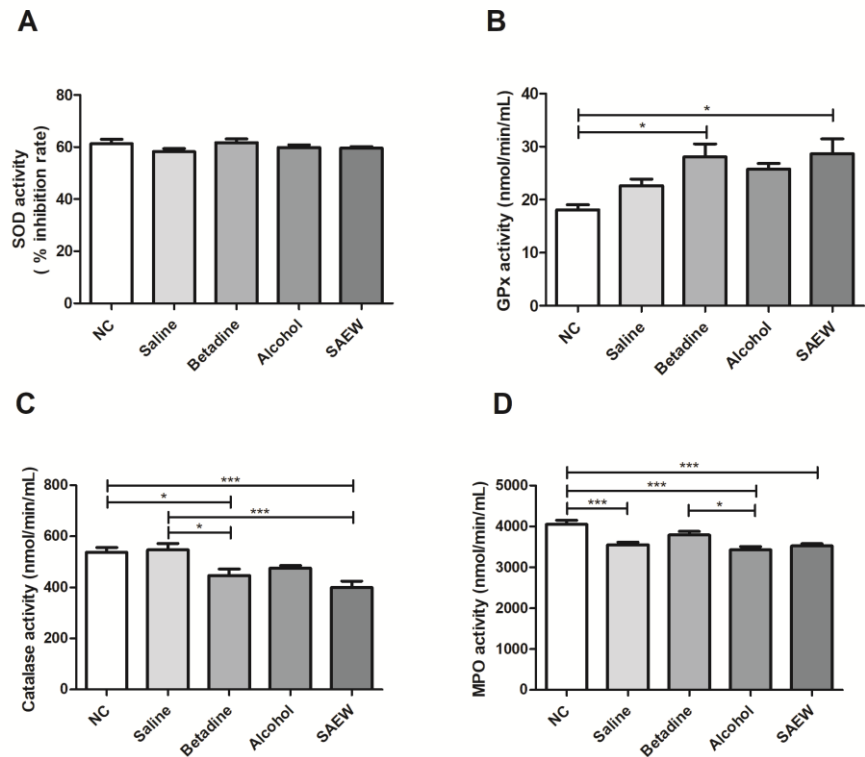 A
SOD activity
( % inhibition rate)
80
60
40
20
0
NC
Saline
Betadine
Alcohol
SAEW
B
GPx activity (nmol/min/mL)
40
30
20
10
0
*
*
NC
Saline
Betadine
Alcohol
SAEW
C
Catalase activity (nmol/min/mL)
800
600
400
200
0
***
*
***
*
NC
Saline
Betadine
Alcohol
SAEW
D
MPO activity (nmol/min/mL)
5000
4000
3000
2000
1000
0
***
***
***
*
NC
Saline
Betadine
Alcohol
SAEW